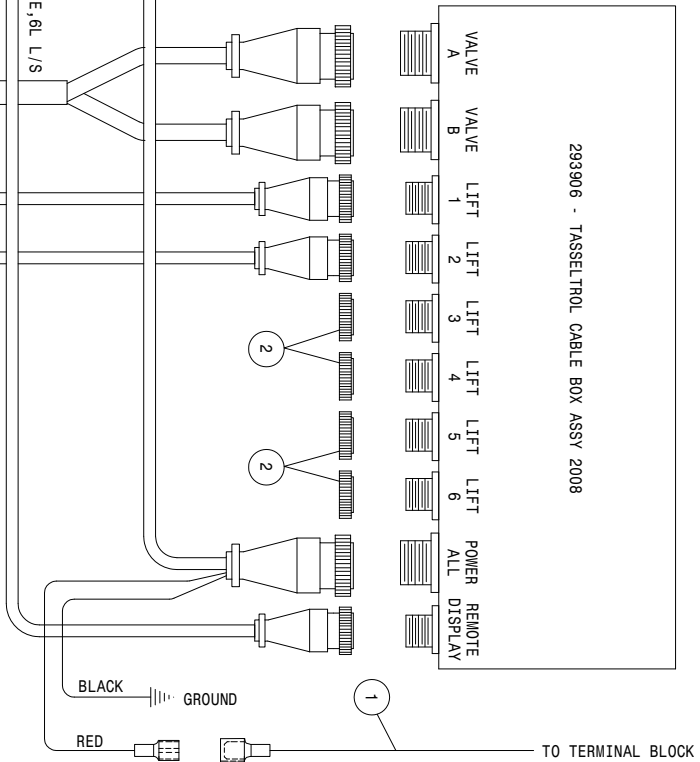 E,6L L/S
VALVE
A
VALVE
B
LIFT
1
LIFT
2
LIFT
3
LIFT
4
LIFT
5
LIFT
6
POWER
ALL
REMOTE
DISPLAY
293906 - TASSELTROL CABLE BOX ASSY 2008
2
2
1
BLACK
GROUND
RED
TO TERMINAL BLOCK